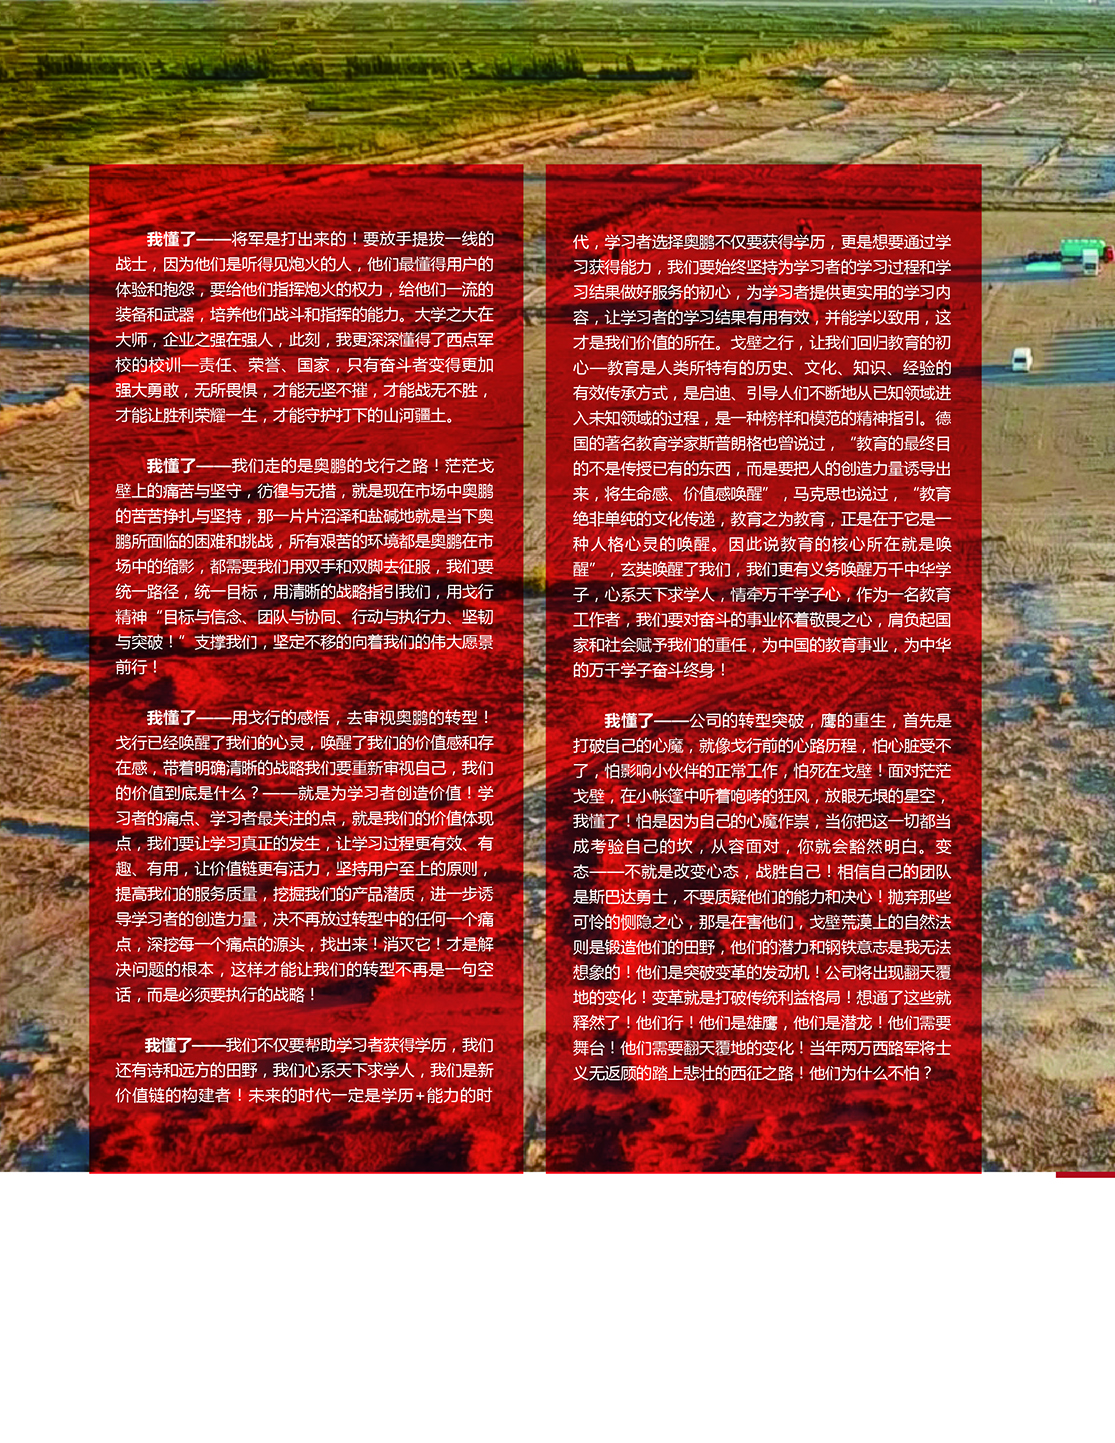 我懂了——将军是打出来的！要放手提拔一线的
战士，因为他们是听得见炮火的人，他们最懂得用户的
体验和抱怨，要给他们指挥炮火的权力，给他们一流的
装备和武器，培养他们战斗和指挥的能力。大学之大在
大师，企业之强在强人，此刻，我更深深懂得了西点军
校的校训—责任、荣誉、国家，只有奋斗者变得更加
强大勇敢，无所畏惧，才能无坚不摧，才能战无不胜，
才能让胜利荣耀一生，才能守护打下的山河疆土。
我懂了——我们走的是奥鹏的戈行之路！茫茫戈
壁上的痛苦与坚守，彷徨与无措，就是现在市场中奥鹏
的苦苦挣扎与坚持，那一片片沼泽和盐碱地就是当下奥
鹏所面临的困难和挑战，所有艰苦的环境都是奥鹏在市
场中的缩影，都需要我们用双手和双脚去征服，我们要
统一路径，统一目标，用清晰的战略指引我们，用戈行
精神“目标与信念、团队与协同、行动与执行力、坚韧
与突破！”支撑我们，坚定不移的向着我们的伟大愿景
前行！
我懂了——用戈行的感悟，去审视奥鹏的转型！
戈行已经唤醒了我们的心灵，唤醒了我们的价值感和存
在感，带着明确清晰的战略我们要重新审视自己，我们
的价值到底是什么？——就是为学习者创造价值！学
习者的痛点、学习者最关注的点，就是我们的价值体现
点，我们要让学习真正的发生，让学习过程更有效、有
趣、有用，让价值链更有活力，坚持用户至上的原则，
提高我们的服务质量，挖掘我们的产品潜质，进一步诱
导学习者的创造力量，决不再放过转型中的任何一个痛
点，深挖每一个痛点的源头，找出来！消灭它！才是解
决问题的根本，这样才能让我们的转型不再是一句空
话，而是必须要执行的战略！
我懂了——我们不仅要帮助学习者获得学历，我们
还有诗和远方的田野，我们心系天下求学人，我们是新
价值链的构建者！未来的时代一定是学历+能力的时
代，学习者选择奥鹏不仅要获得学历，更是想要通过学
习获得能力，我们要始终坚持为学习者的学习过程和学
习结果做好服务的初心，为学习者提供更实用的学习内
容，让学习者的学习结果有用有效，并能学以致用，这
才是我们价值的所在。戈壁之行，让我们回归教育的初
心—教育是人类所特有的历史、文化、知识、经验的
有效传承方式，是启迪、引导人们不断地从已知领域进
入未知领域的过程，是一种榜样和模范的精神指引。德
国的著名教育学家斯普朗格也曾说过，“教育的最终目
的不是传授已有的东西，而是要把人的创造力量诱导出
来，将生命感、价值感唤醒”，马克思也说过，“教育
绝非单纯的文化传递，教育之为教育，正是在于它是一
种人格心灵的唤醒。因此说教育的核心所在就是唤
醒”，玄奘唤醒了我们，我们更有义务唤醒万千中华学
子，心系天下求学人，情牵万千学子心，作为一名教育
工作者，我们要对奋斗的事业怀着敬畏之心，肩负起国
家和社会赋予我们的重任，为中国的教育事业，为中华
的万千学子奋斗终身！
我懂了——公司的转型突破，鹰的重生，首先是
打破自己的心魔，就像戈行前的心路历程，怕心脏受不
了，怕影响小伙伴的正常工作，怕死在戈壁！面对茫茫
戈壁，在小帐篷中听着咆哮的狂风，放眼无垠的星空，
我懂了！怕是因为自己的心魔作祟，当你把这一切都当
成考验自己的坎，从容面对，你就会豁然明白。变
态——不就是改变心态，战胜自己！相信自己的团队
是斯巴达勇士，不要质疑他们的能力和决心！抛弃那些
可怜的恻隐之心，那是在害他们，戈壁荒漠上的自然法
则是锻造他们的田野，他们的潜力和钢铁意志是我无法
想象的！他们是突破变革的发动机！公司将出现翻天覆
地的变化！变革就是打破传统利益格局！想通了这些就
释然了！他们行！他们是雄鹰，他们是潜龙！他们需要
舞台！他们需要翻天覆地的变化！当年两万西路军将士
义无返顾的踏上悲壮的西征之路！他们为什么不怕？